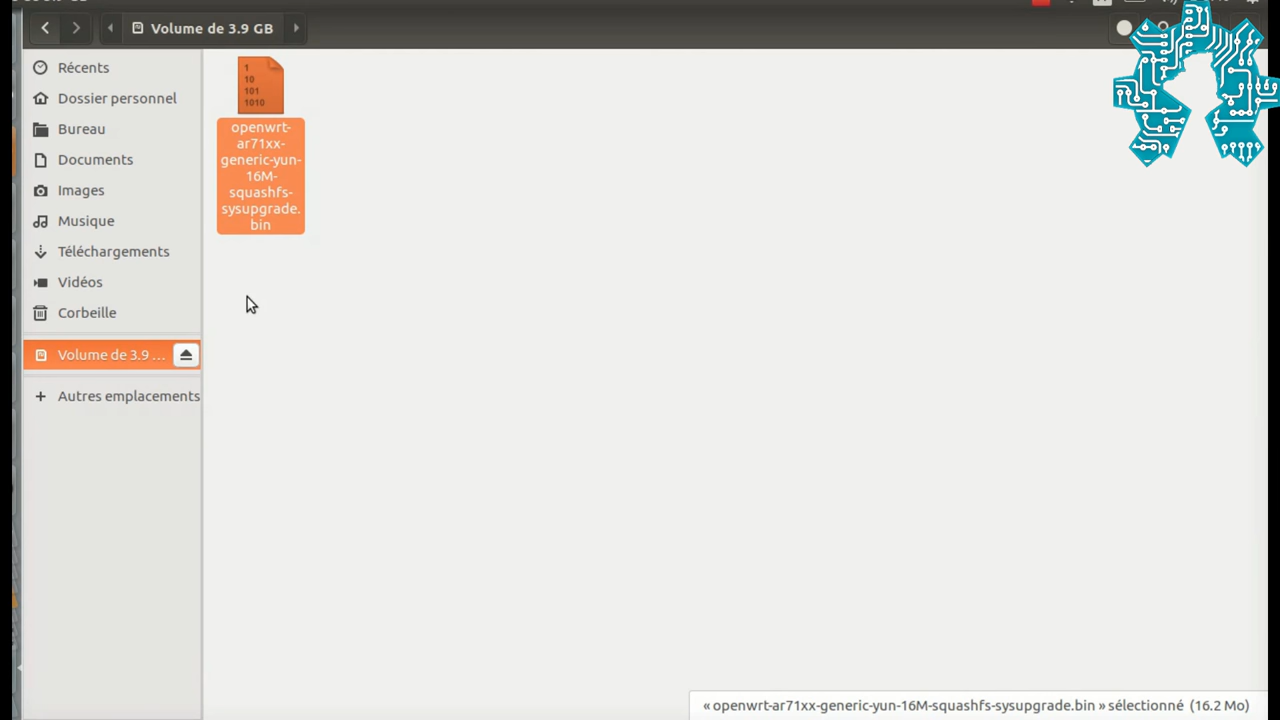 Volume de 3.9 GB
Récents
Dossier personnel
Bureau
Documents
Images
Musique
Téléchargements
Vidéos
Corbeille
Volume de 3.9 ...
+ Autres emplacements
1
10
101
1010
openwrt-
ar71xx-
generic-yun-
16M-
squashfs-
sysupgrade.
bin
« openwrt-ar71xx-generic-yun-16M-squashfs-sysupgrade.bin » sélectionné (16.2 Mo)